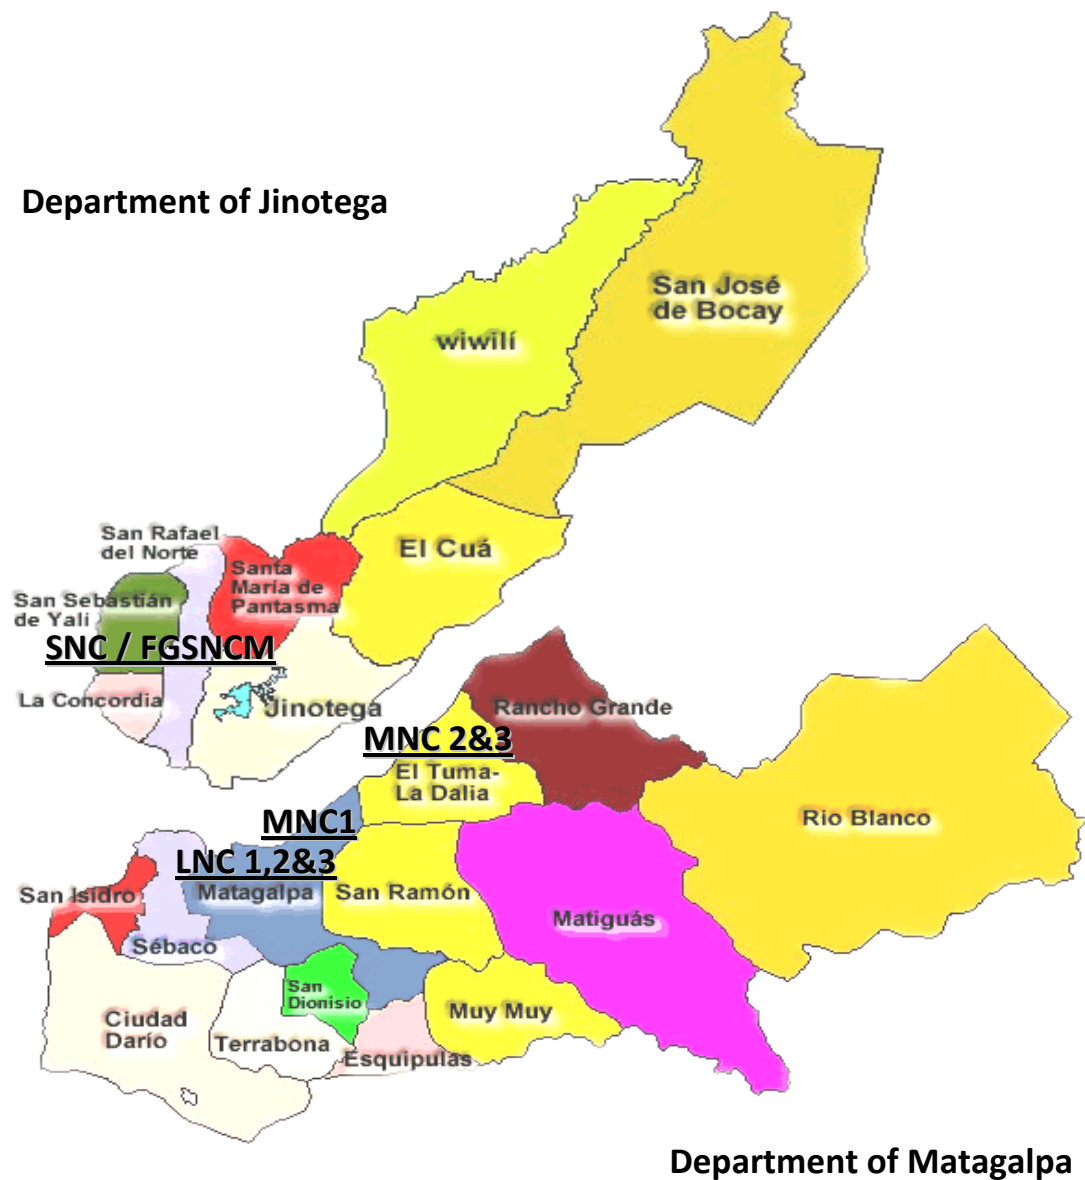 Department of Jinotega
San José
de Bocay
wiwilí
San Rafael
del Norte
El Cuá
Santa
María de
Pantasma
San Sebastián
de Yalí
SNC / FGSNCM
La Concordia
Jinotega
Rancho Grande
MNC 2&3
El Tuma-
La Dalia
MNC1
Rio Blanco
LNC 1,2&3
San Isidro
Matagalpa
San Ramón
Matiguás
Sébaco
San
Dionisio
Muy Muy
Ciudad
Darío
Terrabona
Esquipulas
Department of Matagalpa